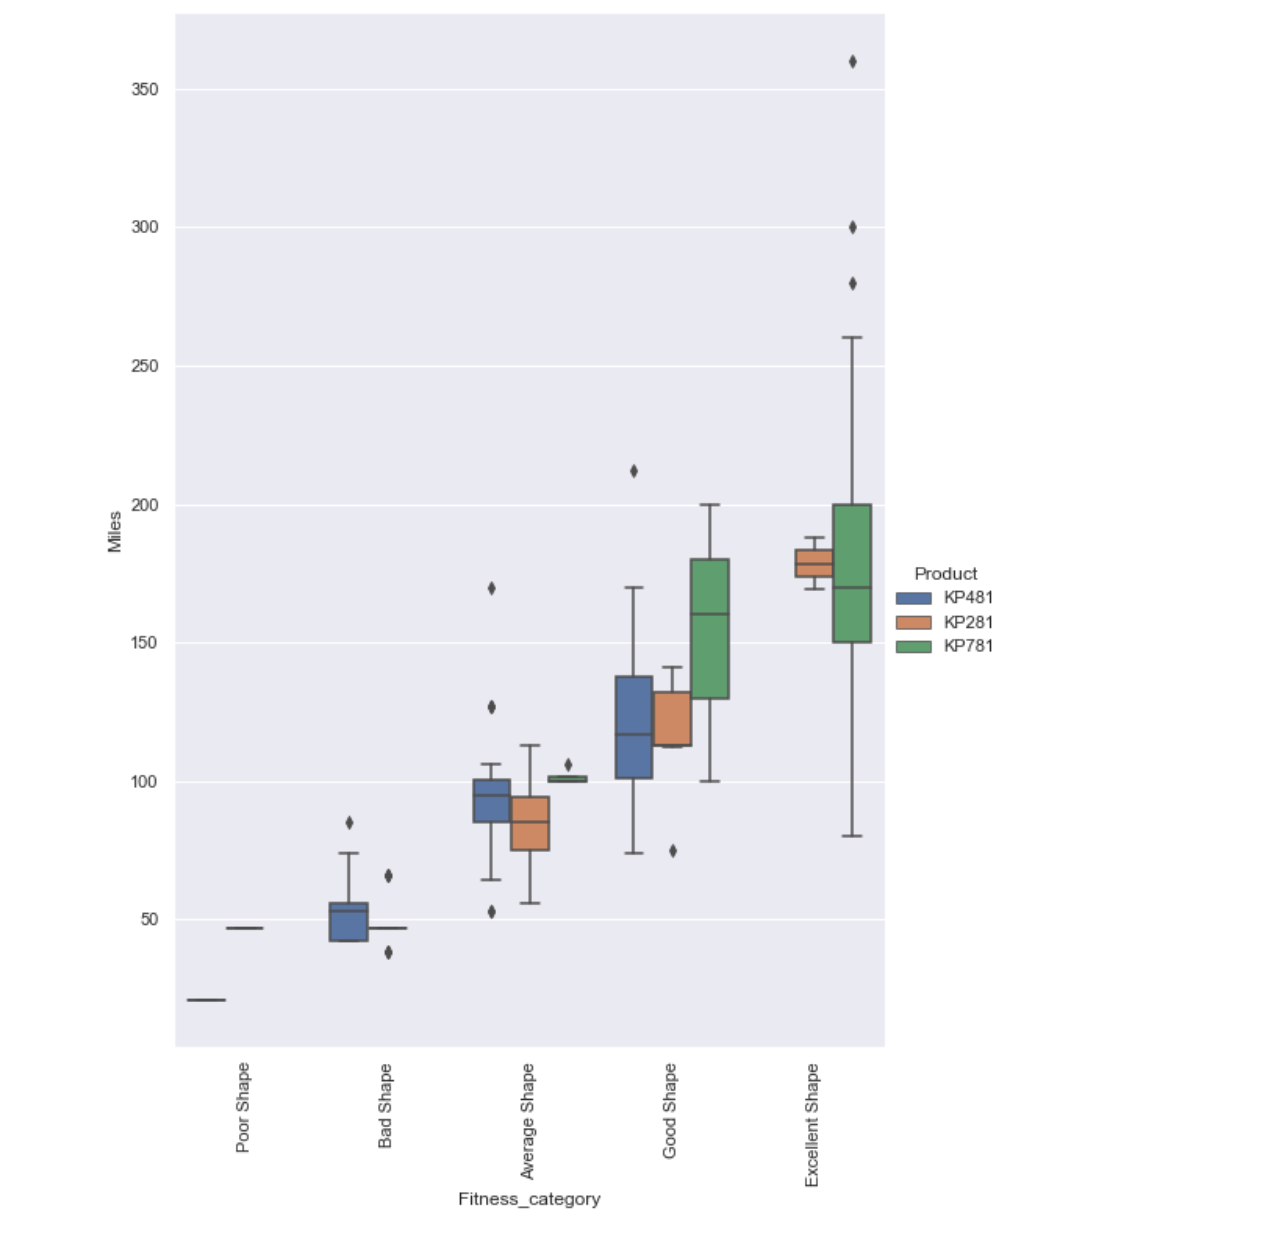 350
300
250
200
150
100
50
Miles
Poor Shape
Bad Shape
Average Shape
Good Shape
Excellent Shape
Fitness_category
Product
KP481
KP281
KP781